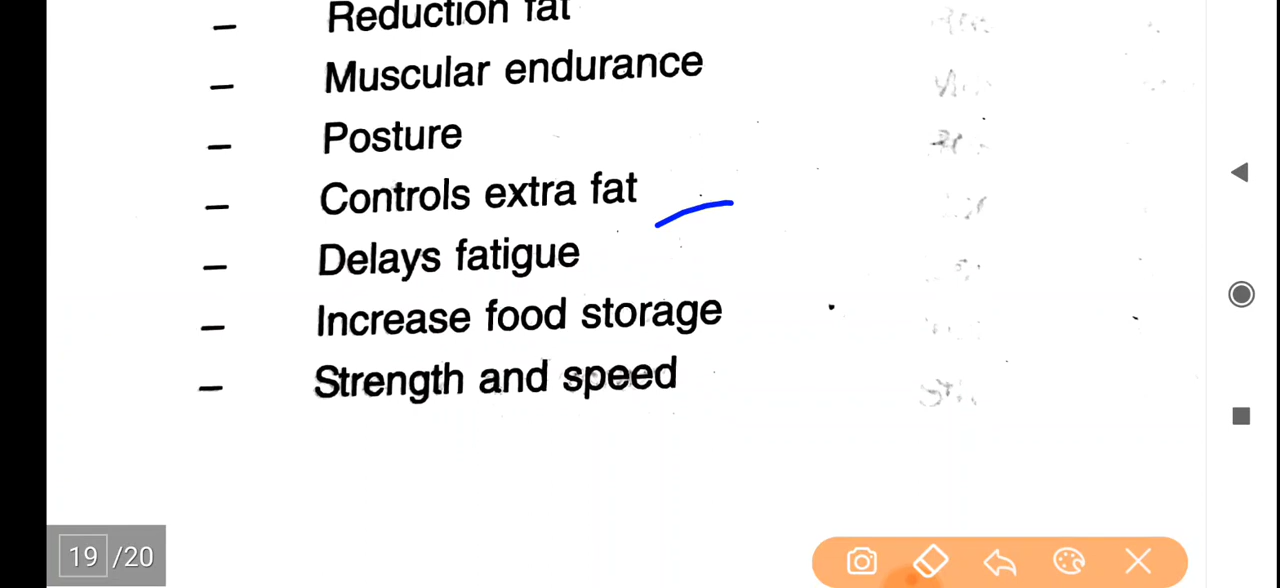 – Reduction fat
– Muscular endurance
– Posture
– Controls extra fat
– Delays fatigue
– Increase food storage
– Strength and speed
19 /20